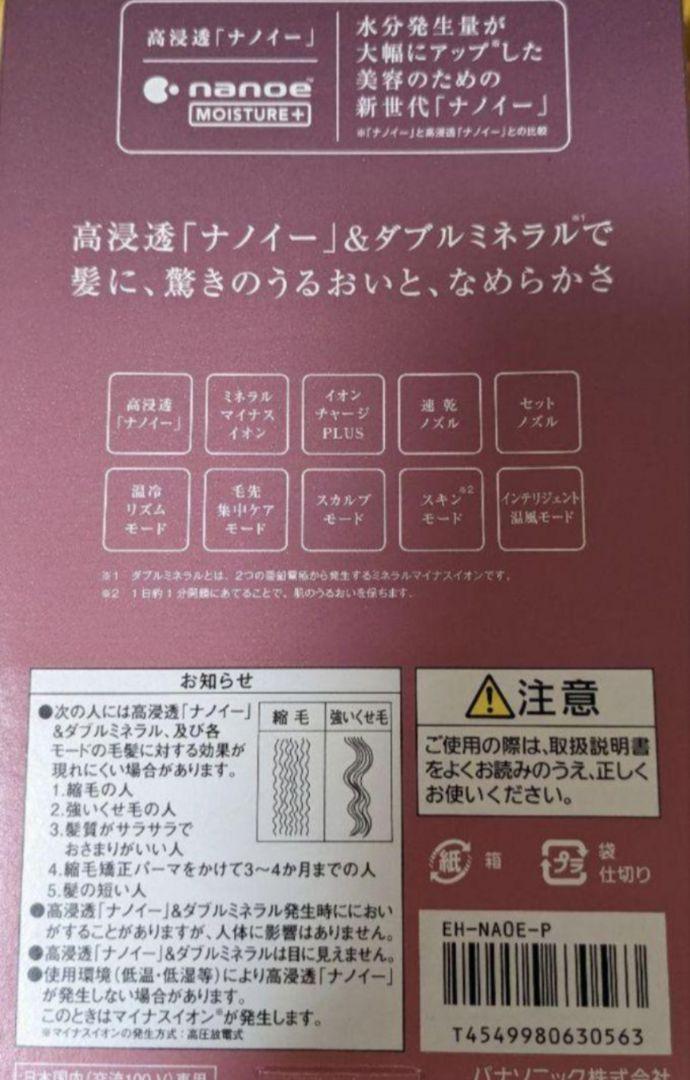 高浸透「ナノイー」
nanoe™
MOISTURE+
水分発生量が
大幅にアップ※した
美容のための
新世代「ナノイー」
※「ナノイー」と高浸透「ナノイー」との比較
高浸透「ナノイー」&ダブルミネラル※1で
髪に、驚きのうるおいと、なめらかさ
高浸透
「ナノイー」
ミネラル
マイナス
イオン
イオン
チャージ
PLUS
速乾
ノズル
セット
ノズル
温冷
リズム
モード
毛先
集中ケア
モード
スカルプ
モード
スキン※2
モード
インテリジェント
温風モード
※1 ダブルミネラルとは、2つの亜鉛電極から発生するミネラルマイナスイオンです。
※2 1日約1分間顔にあてることで、肌のうるおいを保ちます。
お知らせ
●次の人には高浸透「ナノイー」
&ダブルミネラル、及び各
モードの毛髪に対する効果が
現れにくい場合があります。
1.縮毛の人
2.強いくせ毛の人
3.髪質がサラサラで
おさまりがいい人
4.縮毛矯正パーマをかけて3〜4か月までの人
5.髪の短い人
縮毛
強いくせ毛
●高浸透「ナノイー」&ダブルミネラル発生時ににおい
がすることがありますが、人体に影響はありません。
●高浸透「ナノイー」&ダブルミネラルは目に見えません。
●使用環境(低温・低湿等)により高浸透「ナノイー」
が発生しない場合があります。
このときはマイナスイオン※が発生します。
※マイナスイオンの発生方式:高圧放電式
注意
ご使用の際は、取扱説明書
をよくお読みのうえ、正しく
お使いください。
紙
箱
プラ
袋
仕切り
EH-NA0E-P
T4549980630563
日本国内(交流100 V)専用
パナソニック株式会社